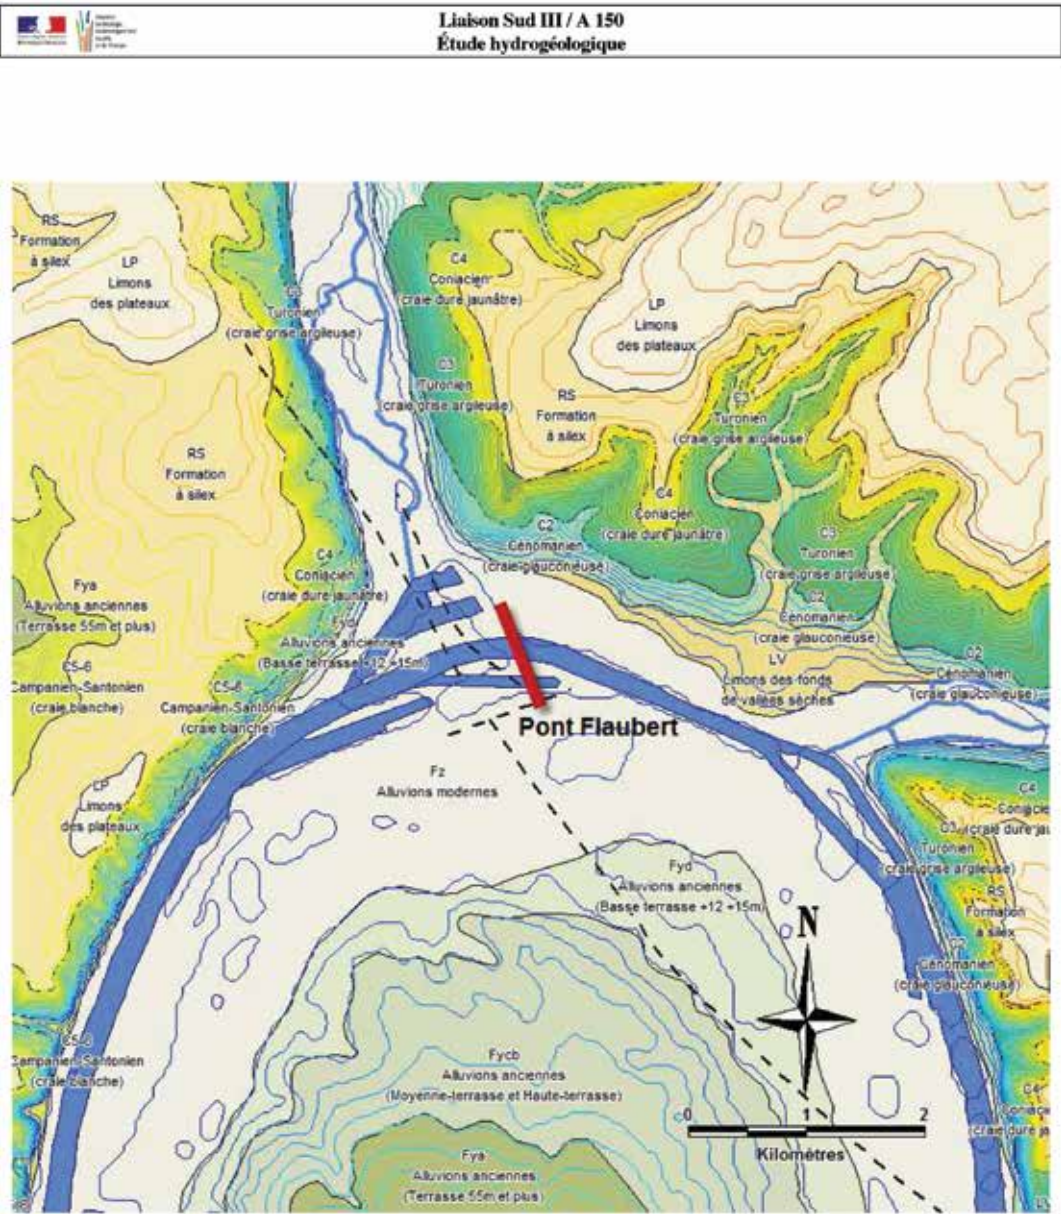 Liaison Sud III / A 150
Étude hydrogéologique
RS
Formation
à silex
LP
Limons
des plateaux
C3
Turonien
(craie grise argileuse)
C4
Coniacien
(craie dure jaunâtre)
LP
Limons
des plateaux
C3
Turonien
(craie grise argileuse)
RS
Formation
à silex
C3
Turonien
(craie grise argileuse)
RS
Formation
à silex
C4
Coniacien
(craie dure jaunâtre)
C2
Cénomanien
(craie glauconieuse)
C3
Turonien
(craie grise argileuse)
C4
Coniacien
(craie dure jaunâtre)
Fya
Alluvions anciennes
(Terrasse 55m et plus)
C2
Cénomanien
(craie glauconieuse)
Fyd
Alluvions anciennes
(Basse terrasse +12 +15m)
C5-6
Campanien-Santonien
(craie blanche)
C5-6
Campanien-Santonien
(craie blanche)
LV
Limons des fonds
de vallées sèches
C2
Cénomanien
(craie glauconieuse)
Pont Flaubert
Fz
Alluvions modernes
LP
Limons
des plateaux
C4
Coniacie
(craie dure jau
C3
Turonien
(craie grise argileuse)
Fyd
Alluvions anciennes
(Basse terrasse +12 +15m)
RS
Formation
à silex
N
C2
Cénomanien
(craie glauconieuse)
C5-6
Campanien-Santonien
(craie blanche)
Fycb
Alluvions anciennes
(Moyenne-terrasse et Haute-terrasse)
C4
Coniaci
(craie dure ja
0 1 2
Kilomètres
Fya
Alluvions anciennes
(Terrasse 55m et plus)